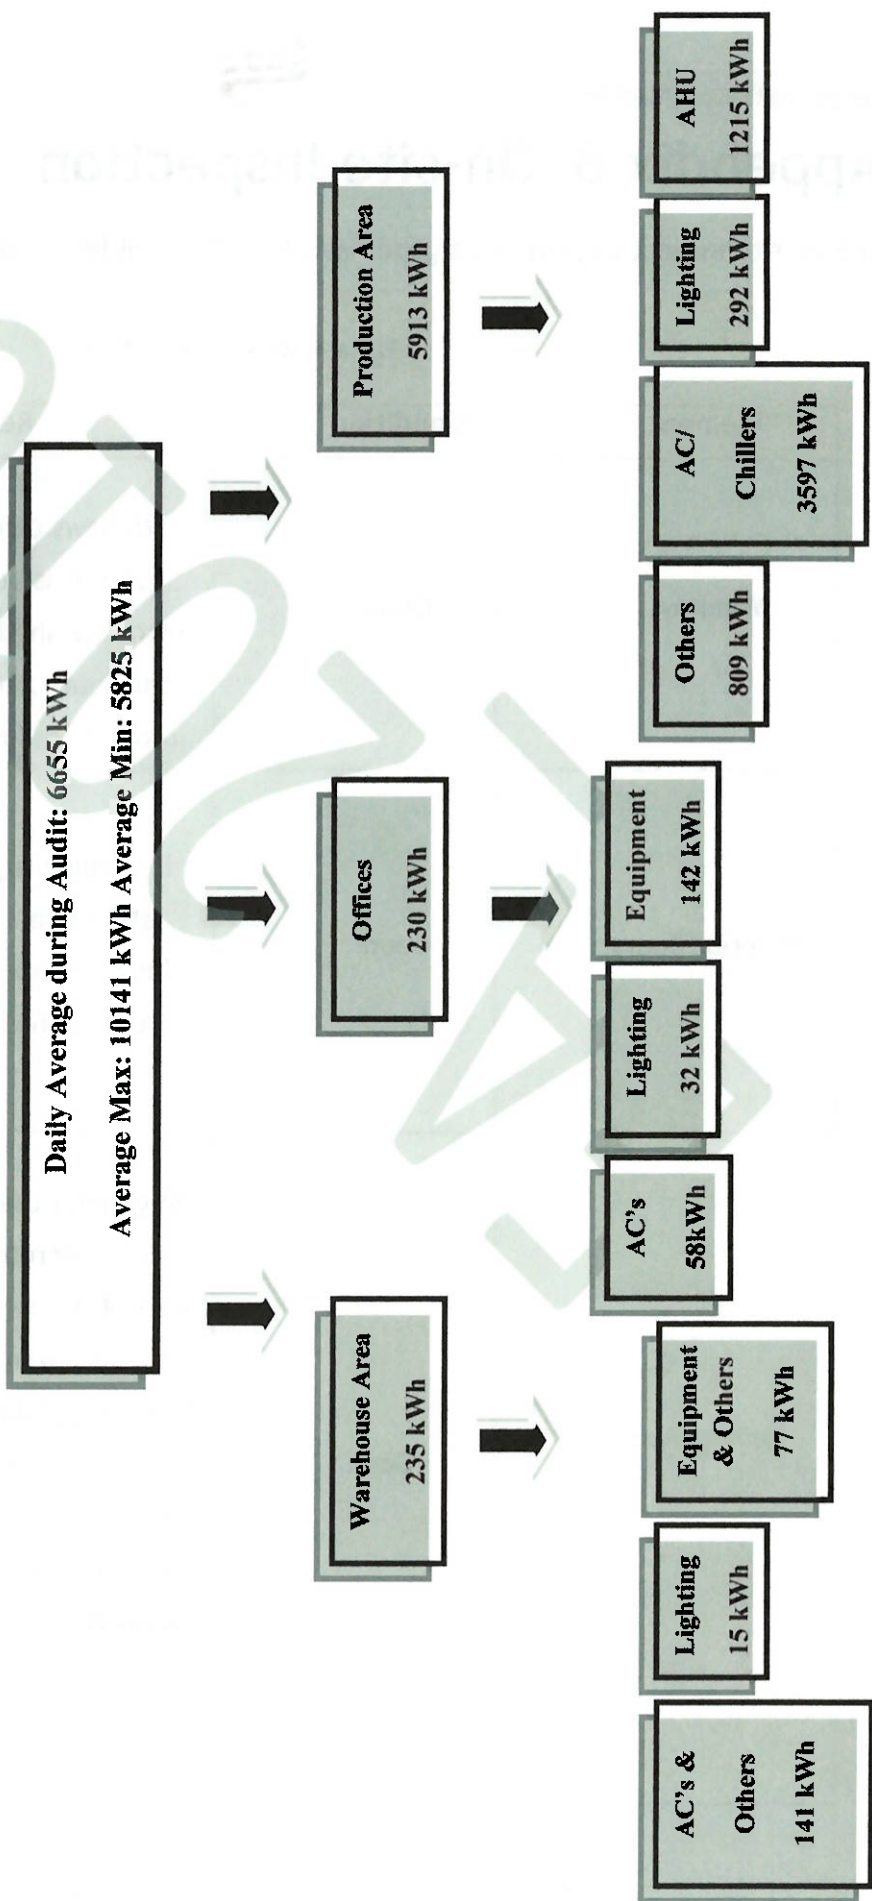 Daily Average during Audit: 6655 kWh
Average Max: 10141 kWh Average Min: 5825 kWh
Warehouse Area
235 kWh
Offices
230 kWh
Production Area
5913 kWh
AC's &
Others
141 kWh
Lighting
15 kWh
Equipment
& Others
77 kWh
AC's
58kWh
Lighting
32 kWh
Equipment
142 kWh
Others
809 kWh
AC/
Chillers
3597 kWh
Lighting
292 kWh
AHU
1215 kWh